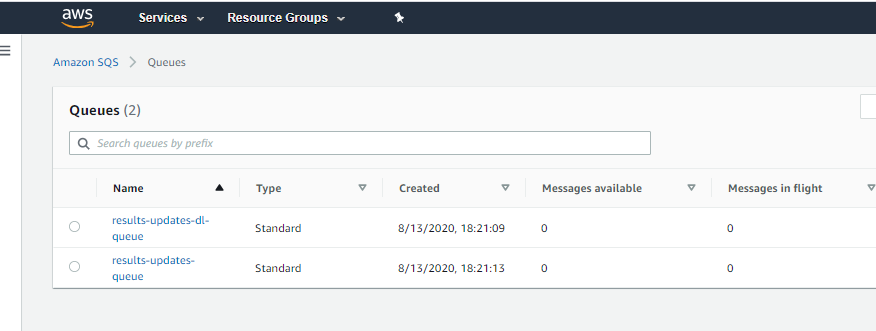 aws Services Resource Groups
Amazon SQS > Queues
Queues (2)
Search queues by prefix
Name Type Created Messages available Messages in flight
results-updates-dl-
queue Standard 8/13/2020, 18:21:09 0 0
results-updates-
queue Standard 8/13/2020, 18:21:13 0 0